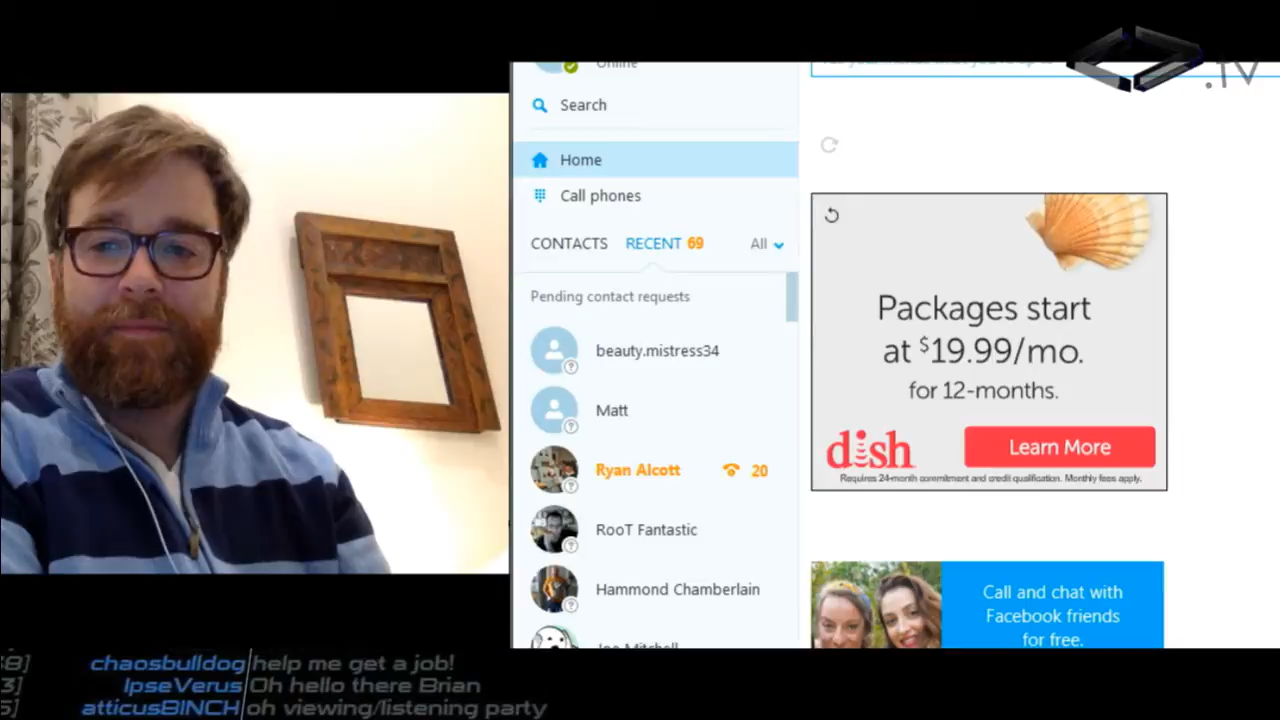 .TV
Online
Search
Home
Call phones
CONTACTS RECENT 69 All
Pending contact requests
beauty.mistress34
Matt
Ryan Alcott 20
RooT Fantastic
Hammond Chamberlain
Joe Mitchell
Packages start
at $19.99/mo.
for 12-months.
dish Learn More
Requires 24-month commitment and credit qualification. Monthly fees apply.
Call and chat with
Facebook friends
for free.
chaosbulldog help me get a job!
IpseVerus Oh hello there Brian
atticusBINCH oh viewing/listening party